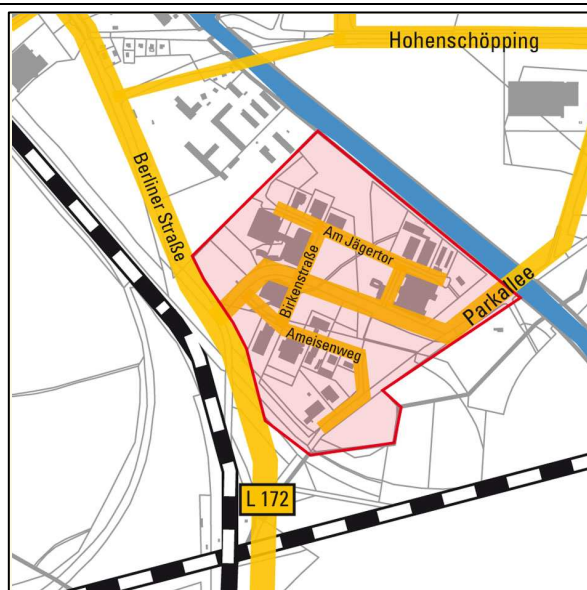 Hohenschöpping
Berliner Straße
Am Jägertor
Birkenstraße
Parkallee
Ameisenweg
L 172